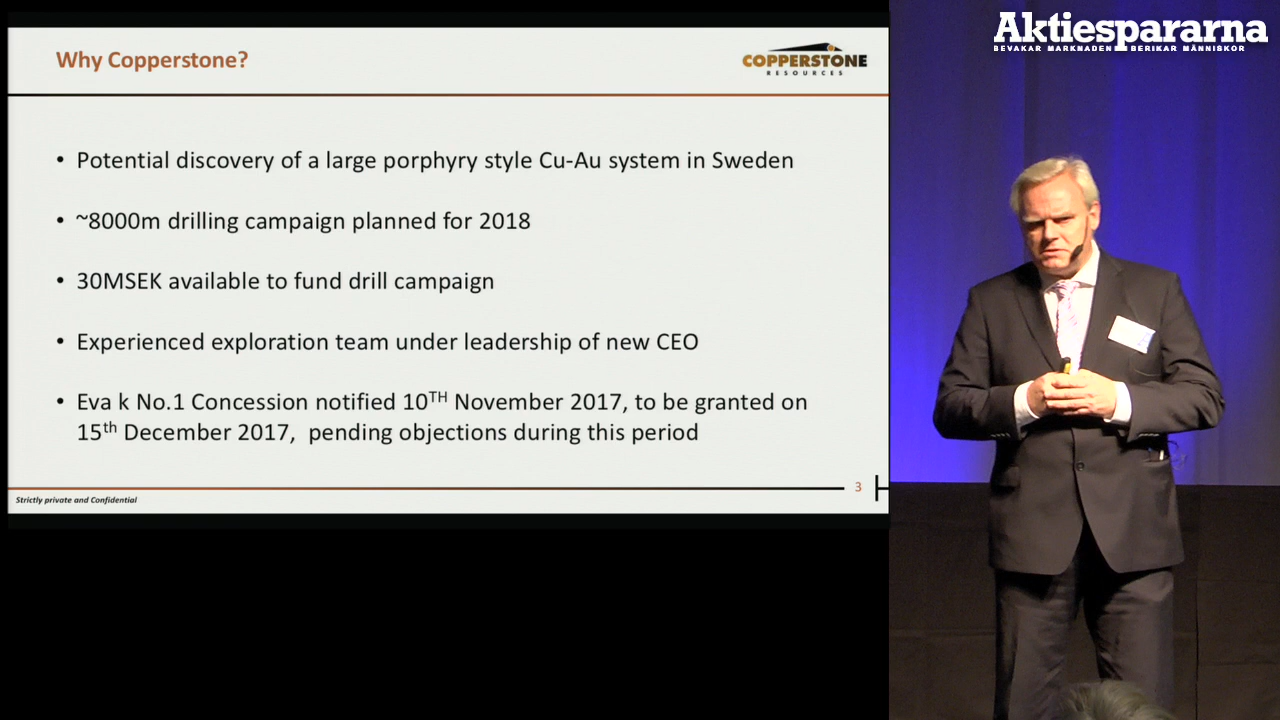 Aktiespararna
BEVAKAR MARKNADEN BERIKAR MÄNNISKOR
Why Copperstone?
COPPERSTONE
RESOURCES
• Potential discovery of a large porphyry style Cu-Au system in Sweden
• ~8000m drilling campaign planned for 2018
• 30MSEK available to fund drill campaign
• Experienced exploration team under leadership of new CEO
• Eva k No.1 Concession notified 10TH November 2017, to be granted on
15th December 2017,  pending objections during this period
Strictly private and Confidential
3